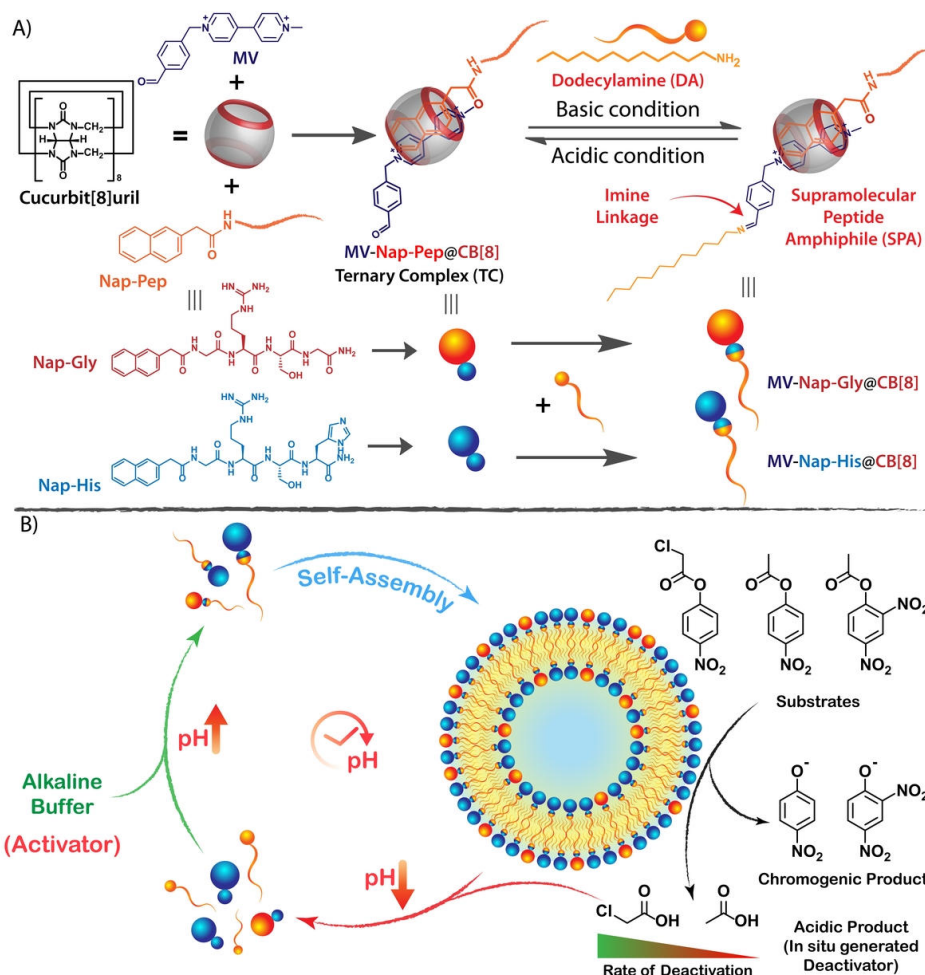 A)
MV
+
=
+
Cucurbit[8]uril
Nap-Pep
MV-Nap-Pep@CB[8]
Ternary Complex (TC)
Dodecylamine (DA)
Basic condition
Acidic condition
Imine
Linkage
Supramolecular
Peptide
Amphiphile (SPA)
Nap-Gly
Nap-His
+
MV-Nap-Gly@CB[8]
MV-Nap-His@CB[8]
B)
Self-Assembly
pH
pH
Alkaline
Buffer
(Activator)
pH
Substrates
Chromogenic Product
Acidic Product
(In situ generated
Deactivator)
Rate of Deactivation